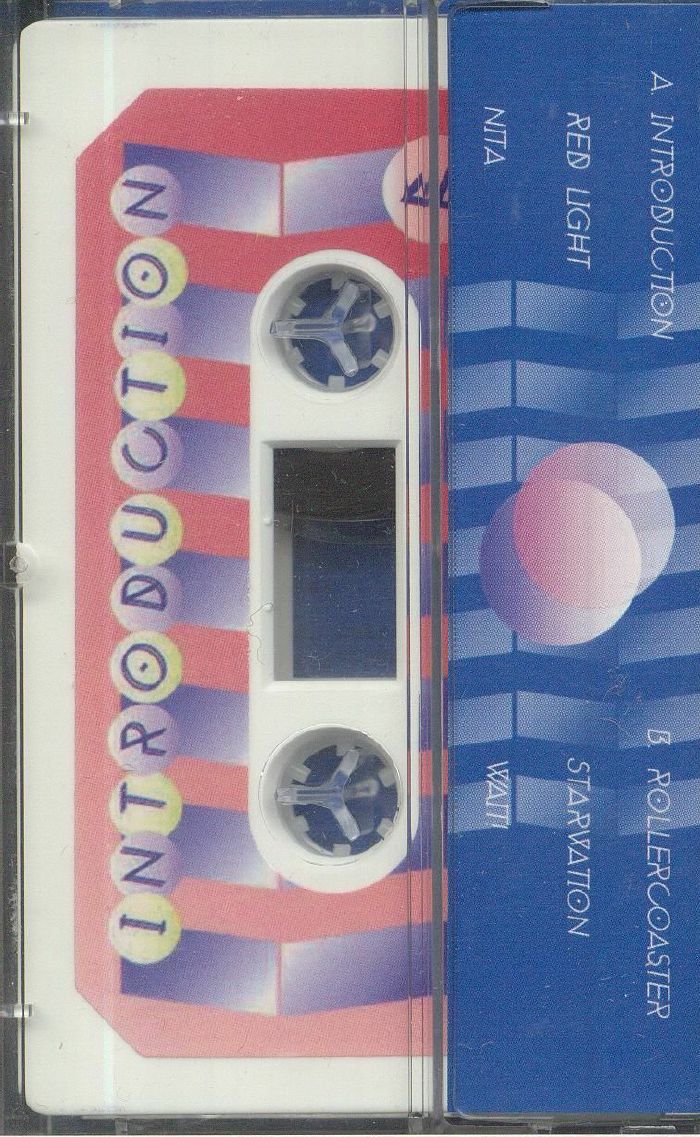 A. INTRODUCTION
RED LIGHT
NITA
B. ROLLERCOASTER
STARVATION
WAIT!
INTRODUCTION